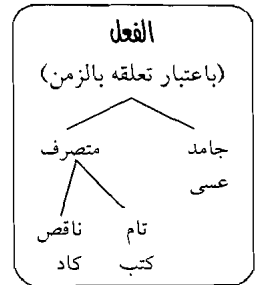 الفعل
(باعتبار تعلقه بالزمن)
جامد متصرف
عسى
تام ناقص
كتب كاد